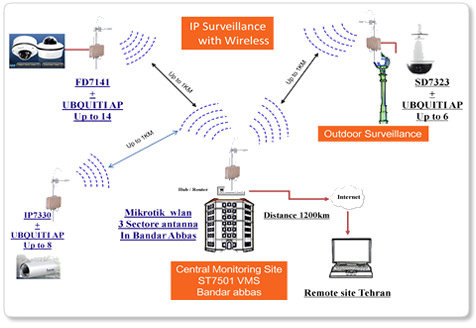 IP Surveillance
with Wireless
FD7141
+
UBQUITI AP
Up to 14
Up to 1KM
Up to 1KM
SD7323
+
UBQUITI AP
Up to 6
Outdoor Surveillance
Up to 1KM
IP7330
+
UBQUITI AP
Up to 8
Hub / Router
Mikrotik wlan
3 Sectore antanna
In Bandar Abbas
Internet
Distance 1200km
Central Monitoring Site
ST7501 VMS
Bandar abbas
Remote site Tehran